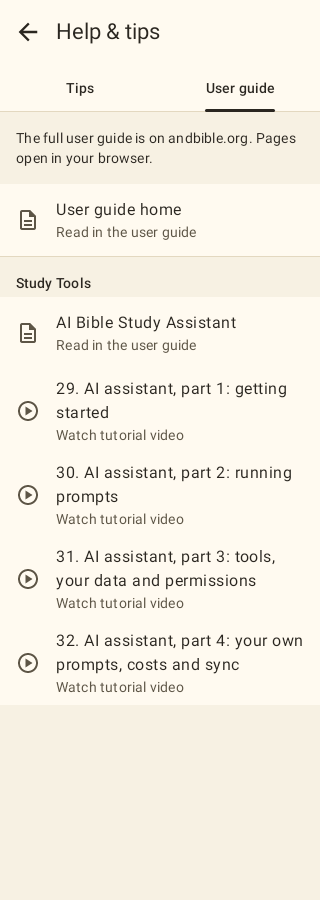 Help & tips
Tips
User guide
The full user guide is on andbible.org. Pages
open in your browser.
User guide home
Read in the user guide
Study Tools
AI Bible Study Assistant
Read in the user guide
29. AI assistant, part 1: getting
started
Watch tutorial video
30. AI assistant, part 2: running
prompts
Watch tutorial video
31. AI assistant, part 3: tools,
your data and permissions
Watch tutorial video
32. AI assistant, part 4: your own
prompts, costs and sync
Watch tutorial video